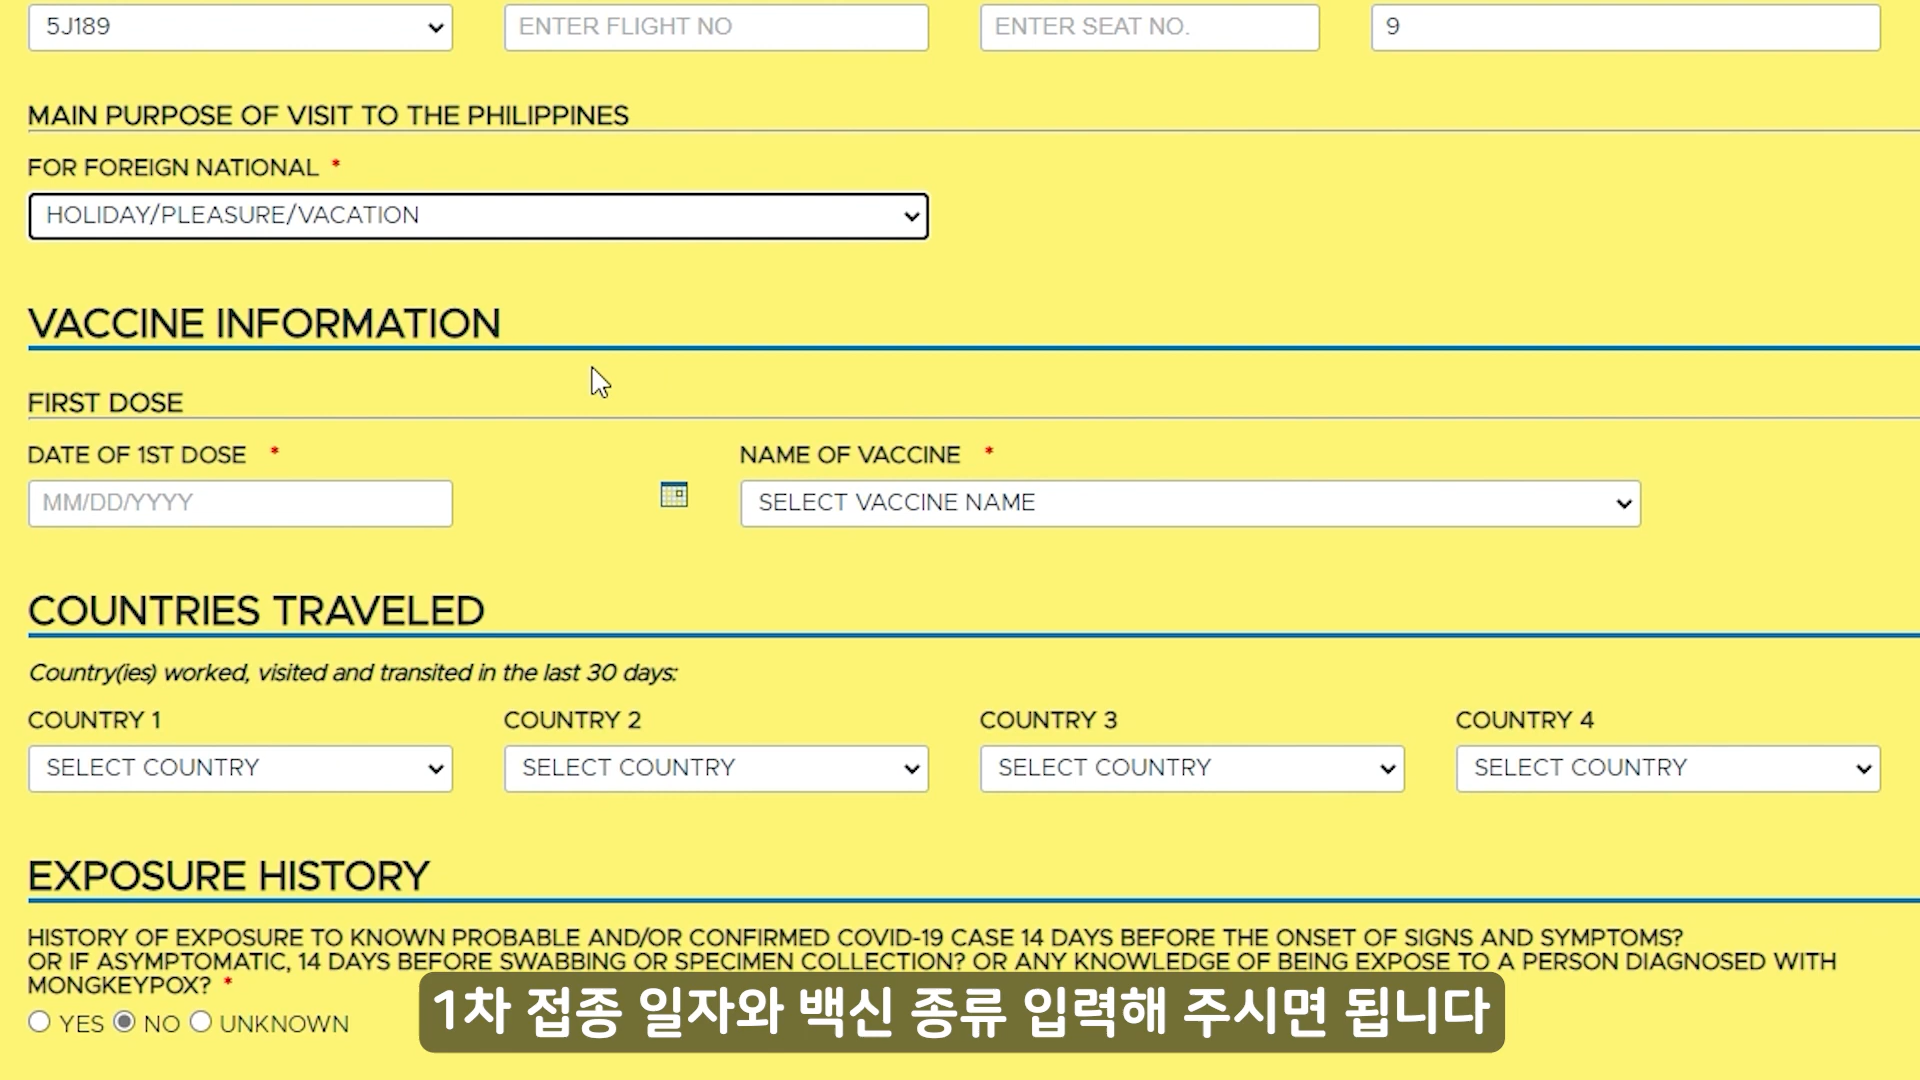 5J189 ENTER FLIGHT NO ENTER SEAT NO. 9
MAIN PURPOSE OF VISIT TO THE PHILIPPINES
FOR FOREIGN NATIONAL *
HOLIDAY/PLEASURE/VACATION
VACCINE INFORMATION
FIRST DOSE
DATE OF 1ST DOSE * NAME OF VACCINE *
MM/DD/YYYY SELECT VACCINE NAME
COUNTRIES TRAVELED
Country(ies) worked, visited and transited in the last 30 days:
COUNTRY 1 COUNTRY 2 COUNTRY 3 COUNTRY 4
SELECT COUNTRY SELECT COUNTRY SELECT COUNTRY SELECT COUNTRY
EXPOSURE HISTORY
HISTORY OF EXPOSURE TO KNOWN PROBABLE AND/OR CONFIRMED COVID-19 CASE 14 DAYS BEFORE THE ONSET OF SIGNS AND SYMPTOMS?
OR IF ASYMPTOMATIC, 14 DAYS BEFORE SWABBING OR SPECIMEN COLLECTION? OR ANY KNOWLEDGE OF BEING EXPOSE TO A PERSON DIAGNOSED WITH
MONGKEYPOX? *
YES NO UNKNOWN
1차 접종 일자와 백신 종류 입력해 주시면 됩니다